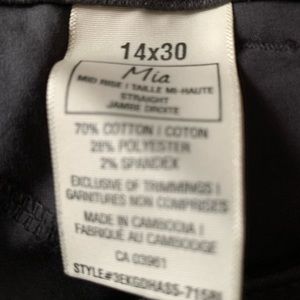 14x30
Mia
MID RISE | TAILLE MI-HAUTE
STRAIGHT
JAMBE DROITE
70% COTTON / COTON
28% POLYESTER
2% SPANDEX
EXCLUSIVE OF TRIMMINGS /
GARNITURES NON COMPRISES
MADE IN CAMBODIA /
FABRIQUÉ AU CAMBODGE
CA 03961